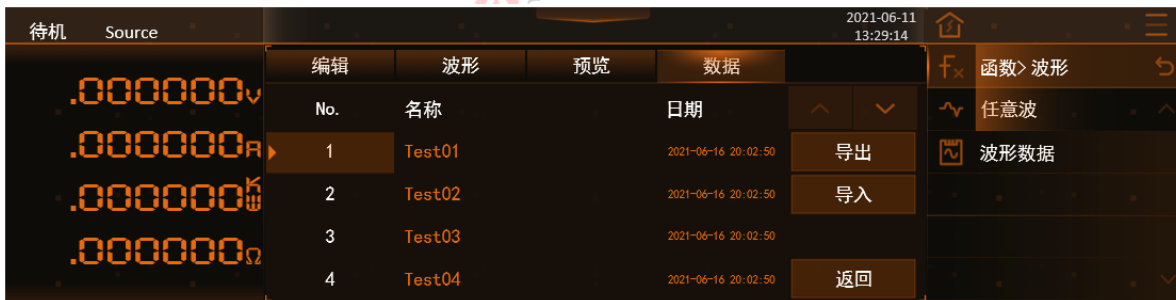 待机 Source
2021-06-11
13:29:14
.000000V
.000000A
.000000KW
.000000Ω
编辑 波形 预览 数据
No. 名称 日期
1 Test01 2021-06-16 20:02:50 导出
2 Test02 2021-06-16 20:02:50 导入
3 Test03 2021-06-16 20:02:50
4 Test04 2021-06-16 20:02:50 返回
fx 函数>波形
任意波
波形数据